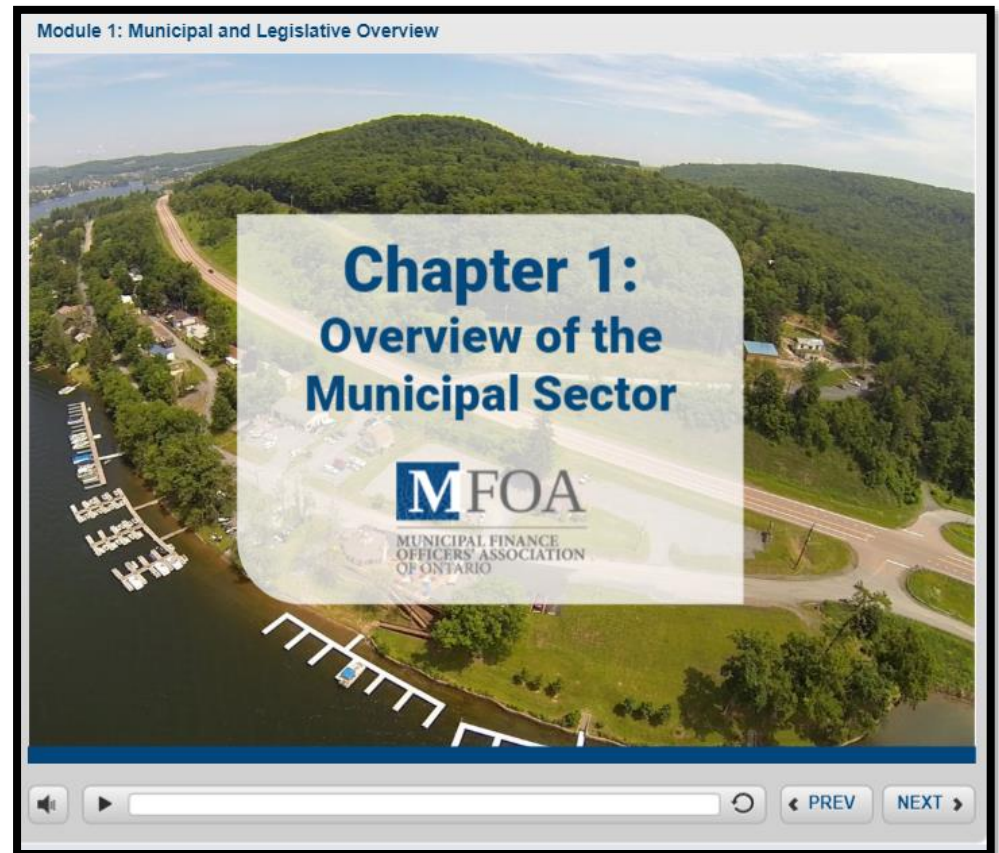 Module 1: Municipal and Legislative Overview
Chapter 1:
Overview of the
Municipal Sector
MFOA
MUNICIPAL FINANCE
OFFICERS' ASSOCIATION
OF ONTARIO
PREV
NEXT